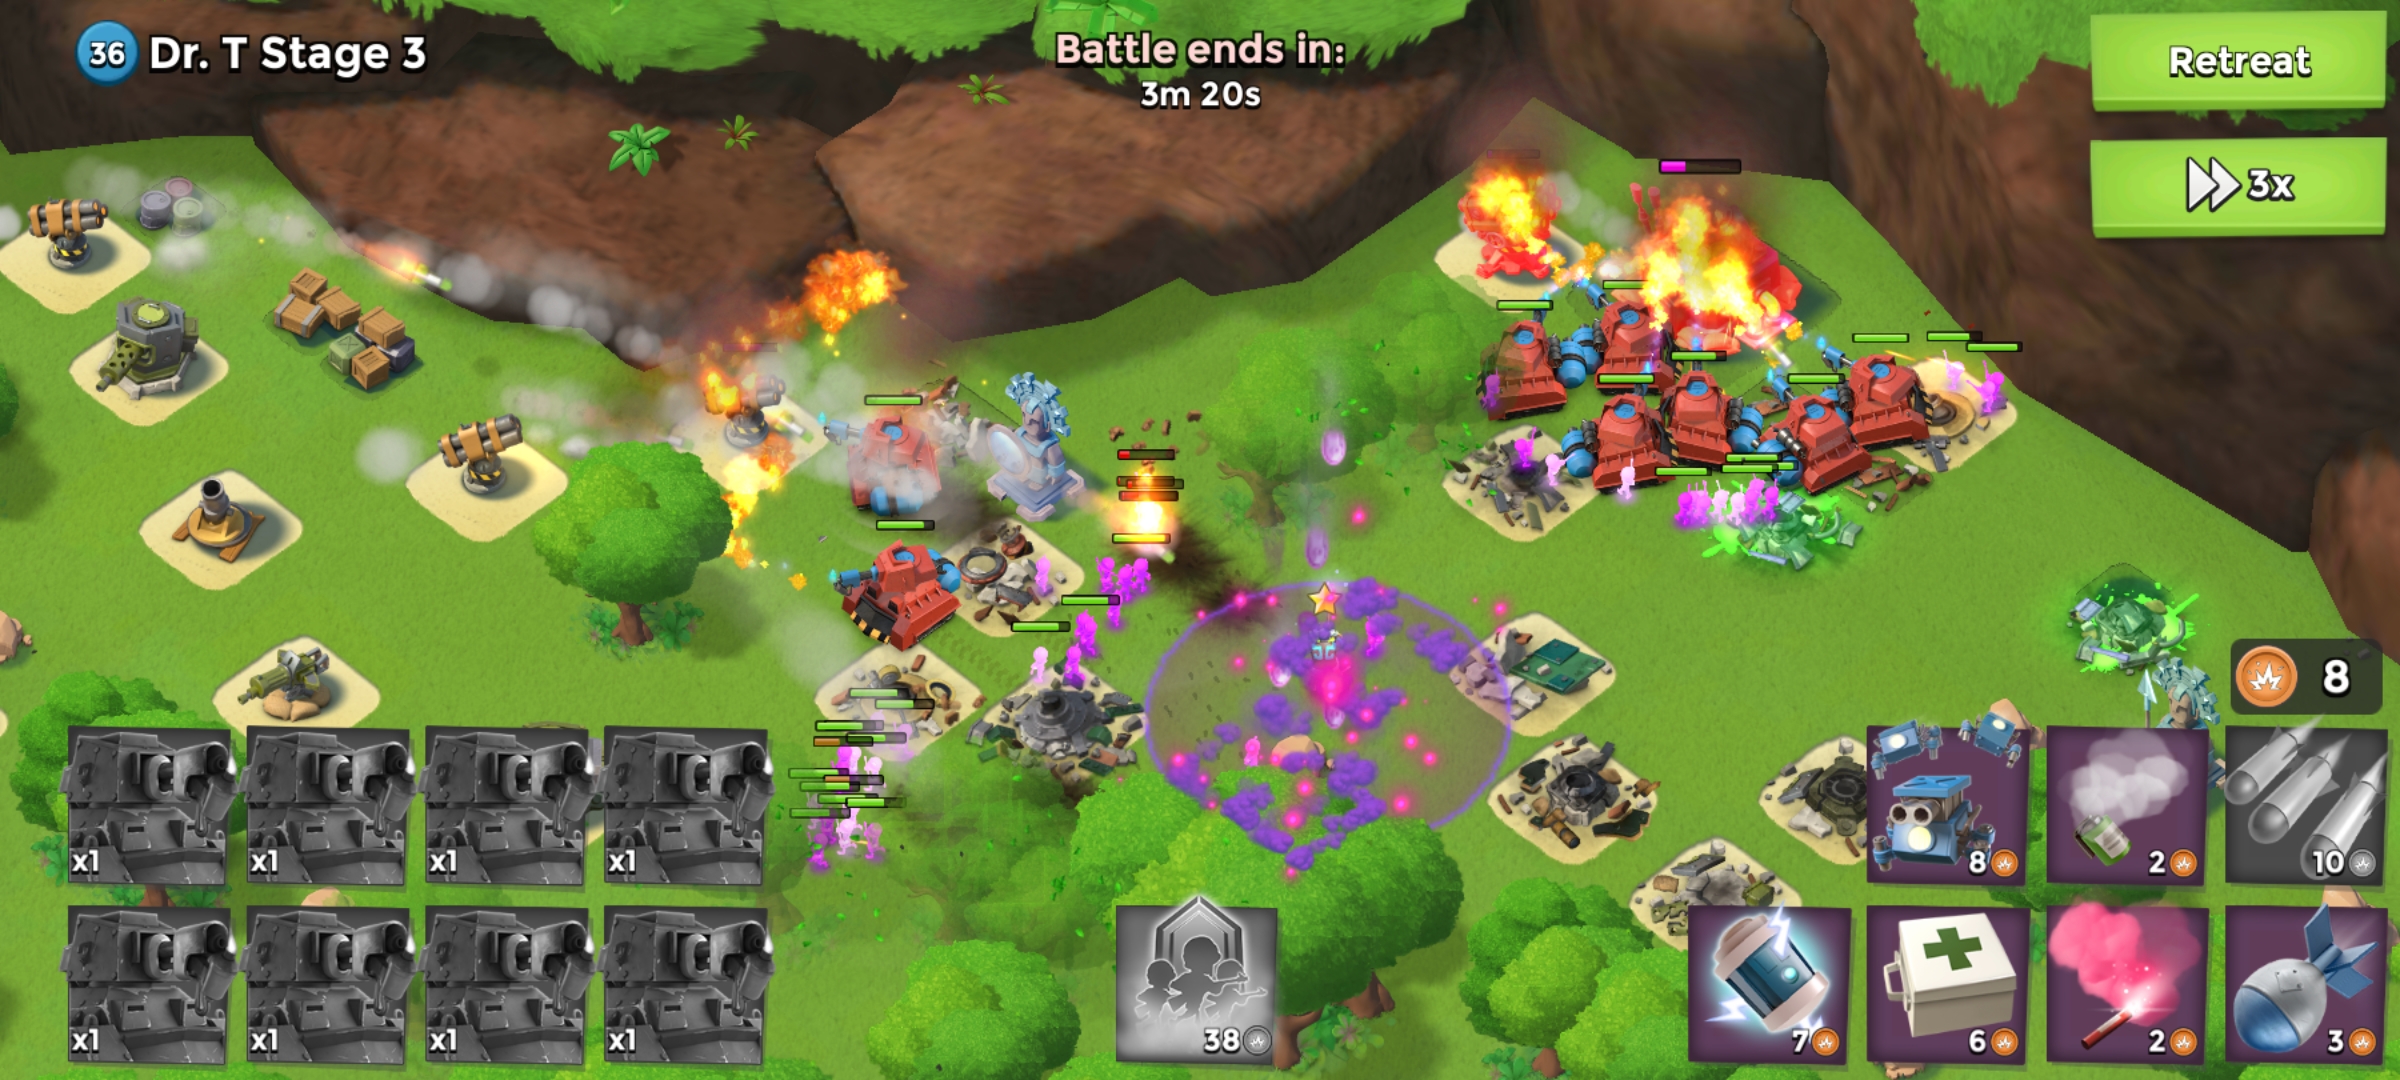 36 Dr. T Stage 3
Battle ends in:
3m 20s
Retreat
3x
8
x1 x1 x1 x1
8 2 10
x1 x1 x1 x1
38
7 6 2 3